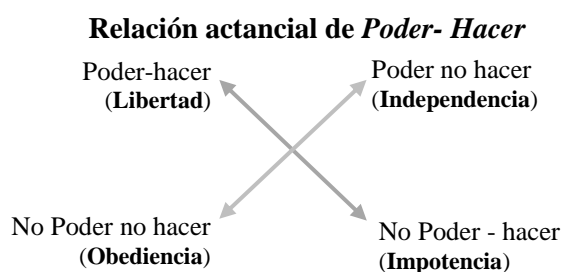 Relación actancial de Poder- Hacer
Poder-hacer
(Libertad)
Poder no hacer
(Independencia)
No Poder no hacer
(Obediencia)
No Poder - hacer
(Impotencia)